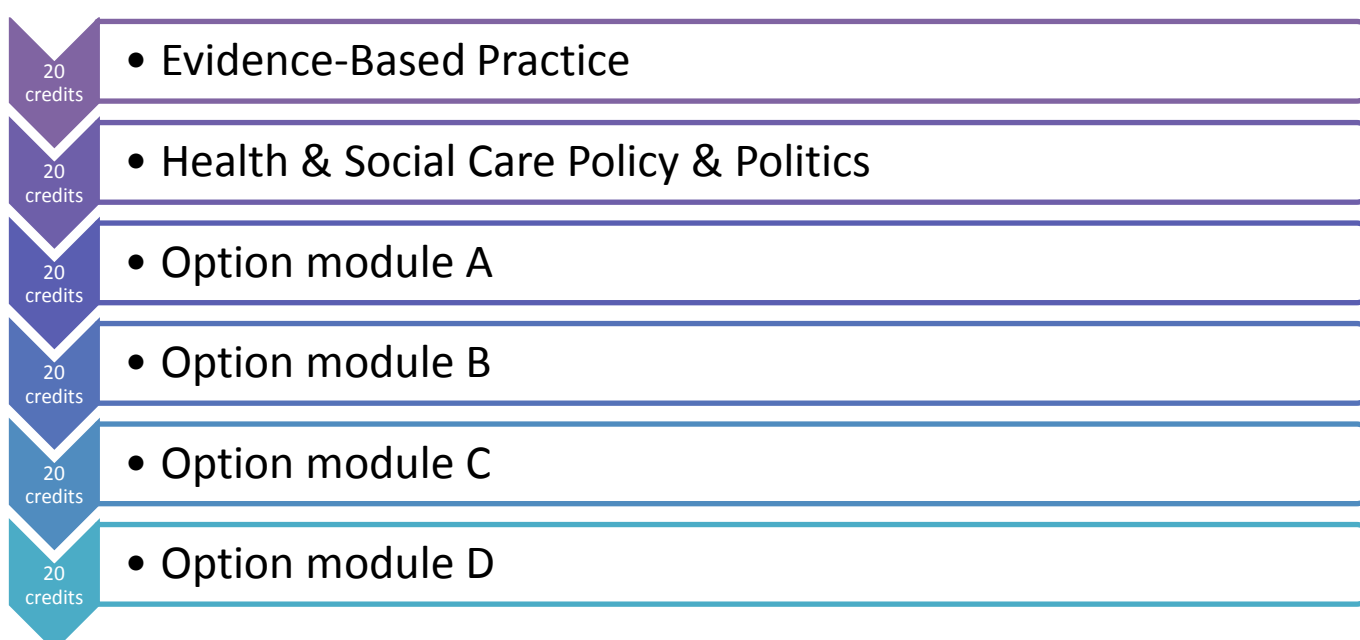 20
credits
• Evidence-Based Practice
20
credits
• Health & Social Care Policy & Politics
20
credits
• Option module A
20
credits
• Option module B
20
credits
• Option module C
20
credits
• Option module D